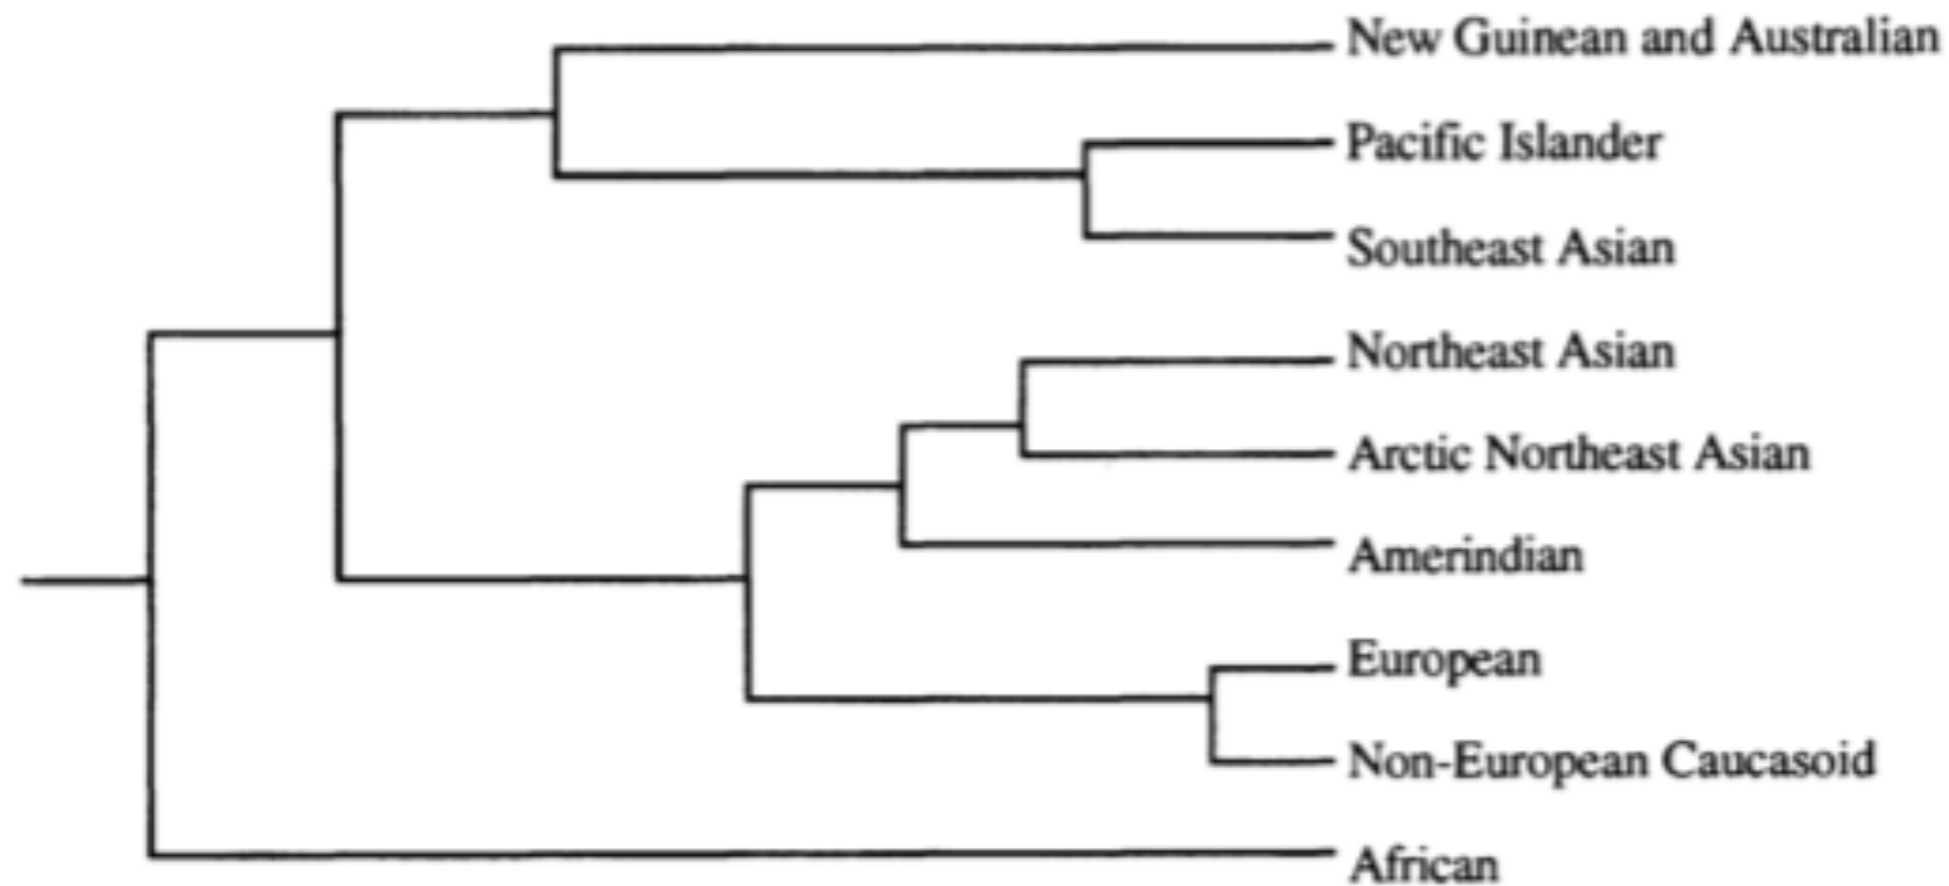 New Guinean and Australian
Pacific Islander
Southeast Asian
Northeast Asian
Arctic Northeast Asian
Amerindian
European
Non-European Caucasoid
African